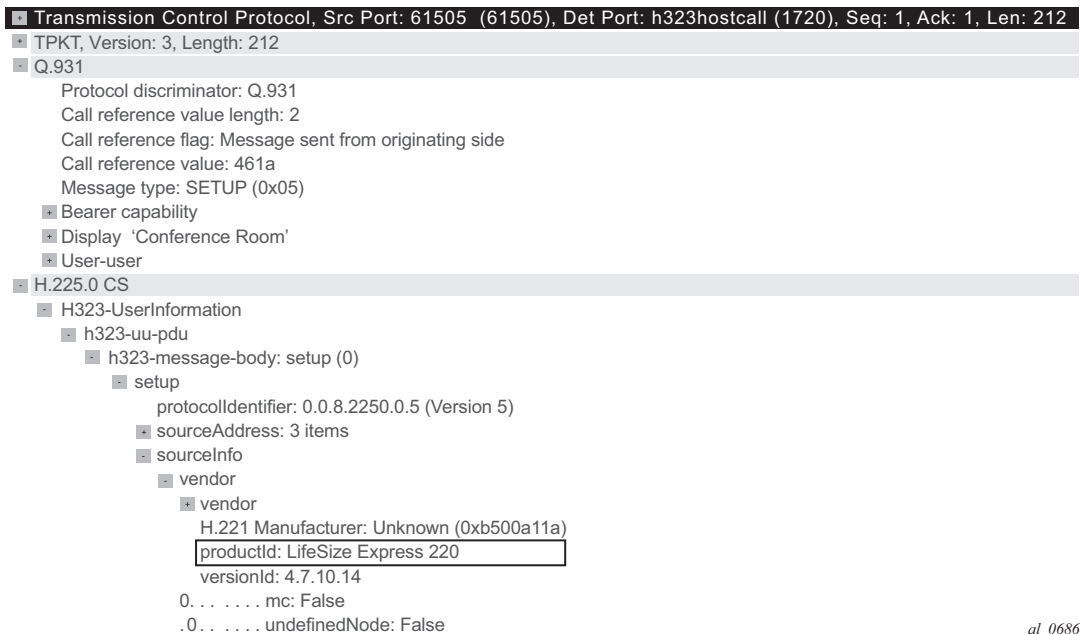 Transmission Control Protocol, Src Port: 61505 (61505), Det Port: h323hostcall (1720), Seq: 1, Ack: 1, Len: 212
TPKT, Version: 3, Length: 212
Q.931
Protocol discriminator: Q.931
Call reference value length: 2
Call reference flag: Message sent from originating side
Call reference value: 461a
Message type: SETUP (0x05)
Bearer capability
Display ‘Conference Room’
User-user
H.225.0 CS
H323-UserInformation
h323-uu-pdu
h323-message-body: setup (0)
setup
protocolIdentifier: 0.0.8.2250.0.5 (Version 5)
sourceAddress: 3 items
sourceInfo
vendor
vendor
H.221 Manufacturer: Unknown (0xb500a11a)
productId: LifeSize Express 220
versionId: 4.7.10.14
0. . . . . . . mc: False
. 0 . . . . . . undefinedNode: False
al_0686